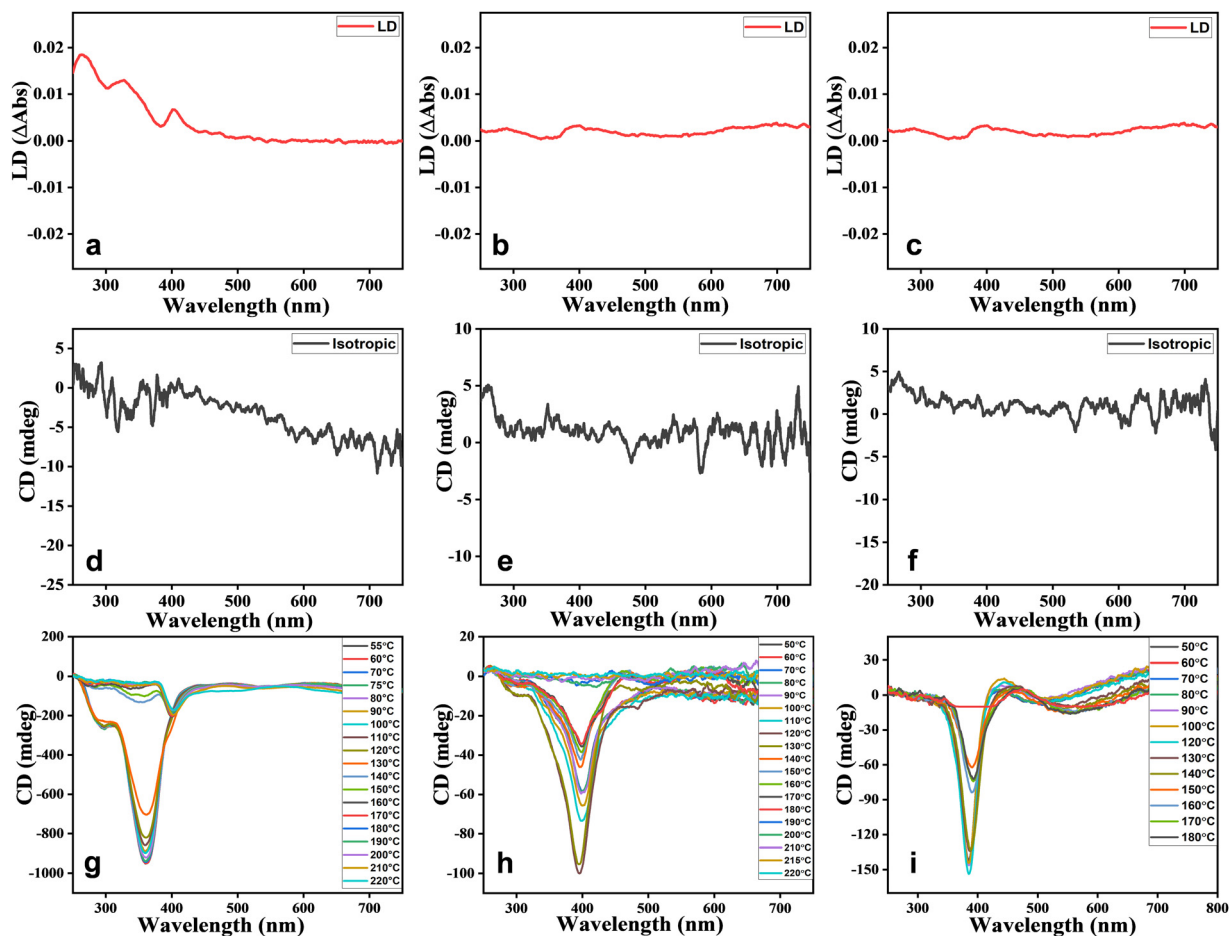 LD
0.02
0.01
0.00
-0.01
-0.02
LD (ΔAbs)
a
300 400 500 600 700
Wavelength (nm)
LD
0.02
0.01
0.00
-0.01
-0.02
LD (ΔAbs)
b
300 400 500 600 700
Wavelength (nm)
LD
0.02
0.01
0.00
-0.01
-0.02
LD (ΔAbs)
c
300 400 500 600 700
Wavelength (nm)
Isotropic
5
0
-5
-10
-15
-20
-25
CD (mdeg)
d
300 400 500 600 700
Wavelength (nm)
Isotropic
10
5
0
-5
-10
CD (mdeg)
e
300 400 500 600 700
Wavelength (nm)
Isotropic
10
5
0
-5
-10
-15
-20
CD (mdeg)
f
300 400 500 600 700
Wavelength (nm)
200
0
-200
-400
-600
-800
-1000
CD (mdeg)
g
55°C
60°C
70°C
75°C
80°C
90°C
100°C
110°C
120°C
130°C
140°C
150°C
160°C
170°C
180°C
190°C
200°C
210°C
220°C
300 400 500 600 700
Wavelength (nm)
20
0
-20
-40
-60
-80
-100
CD (mdeg)
h
50°C
60°C
70°C
80°C
90°C
100°C
110°C
120°C
130°C
140°C
150°C
160°C
170°C
180°C
190°C
200°C
210°C
215°C
220°C
300 400 500 600 700
Wavelength (nm)
30
0
-30
-60
-90
-120
-150
CD (mdeg)
i
50°C
60°C
70°C
80°C
90°C
100°C
120°C
130°C
140°C
150°C
160°C
170°C
180°C
300 400 500 600 700 800
Wavelength (nm)